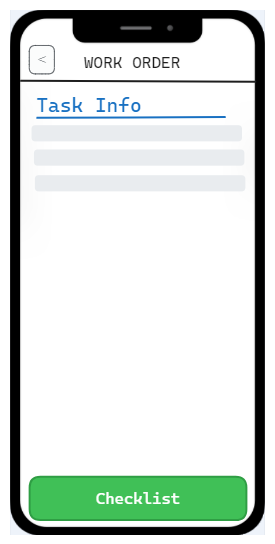 <
WORK ORDER
Task Info
Checklist